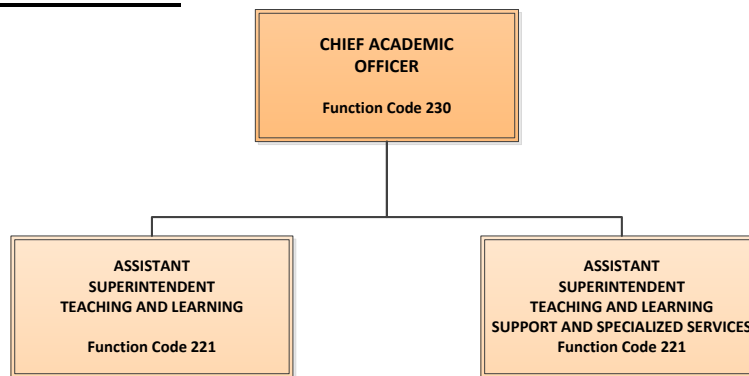 CHIEF ACADEMIC
OFFICER
Function Code 230
ASSISTANT
SUPERINTENDENT
TEACHING AND LEARNING
Function Code 221
ASSISTANT
SUPERINTENDENT
TEACHING AND LEARNING
SUPPORT AND SPECIALIZED SERVICES
Function Code 221